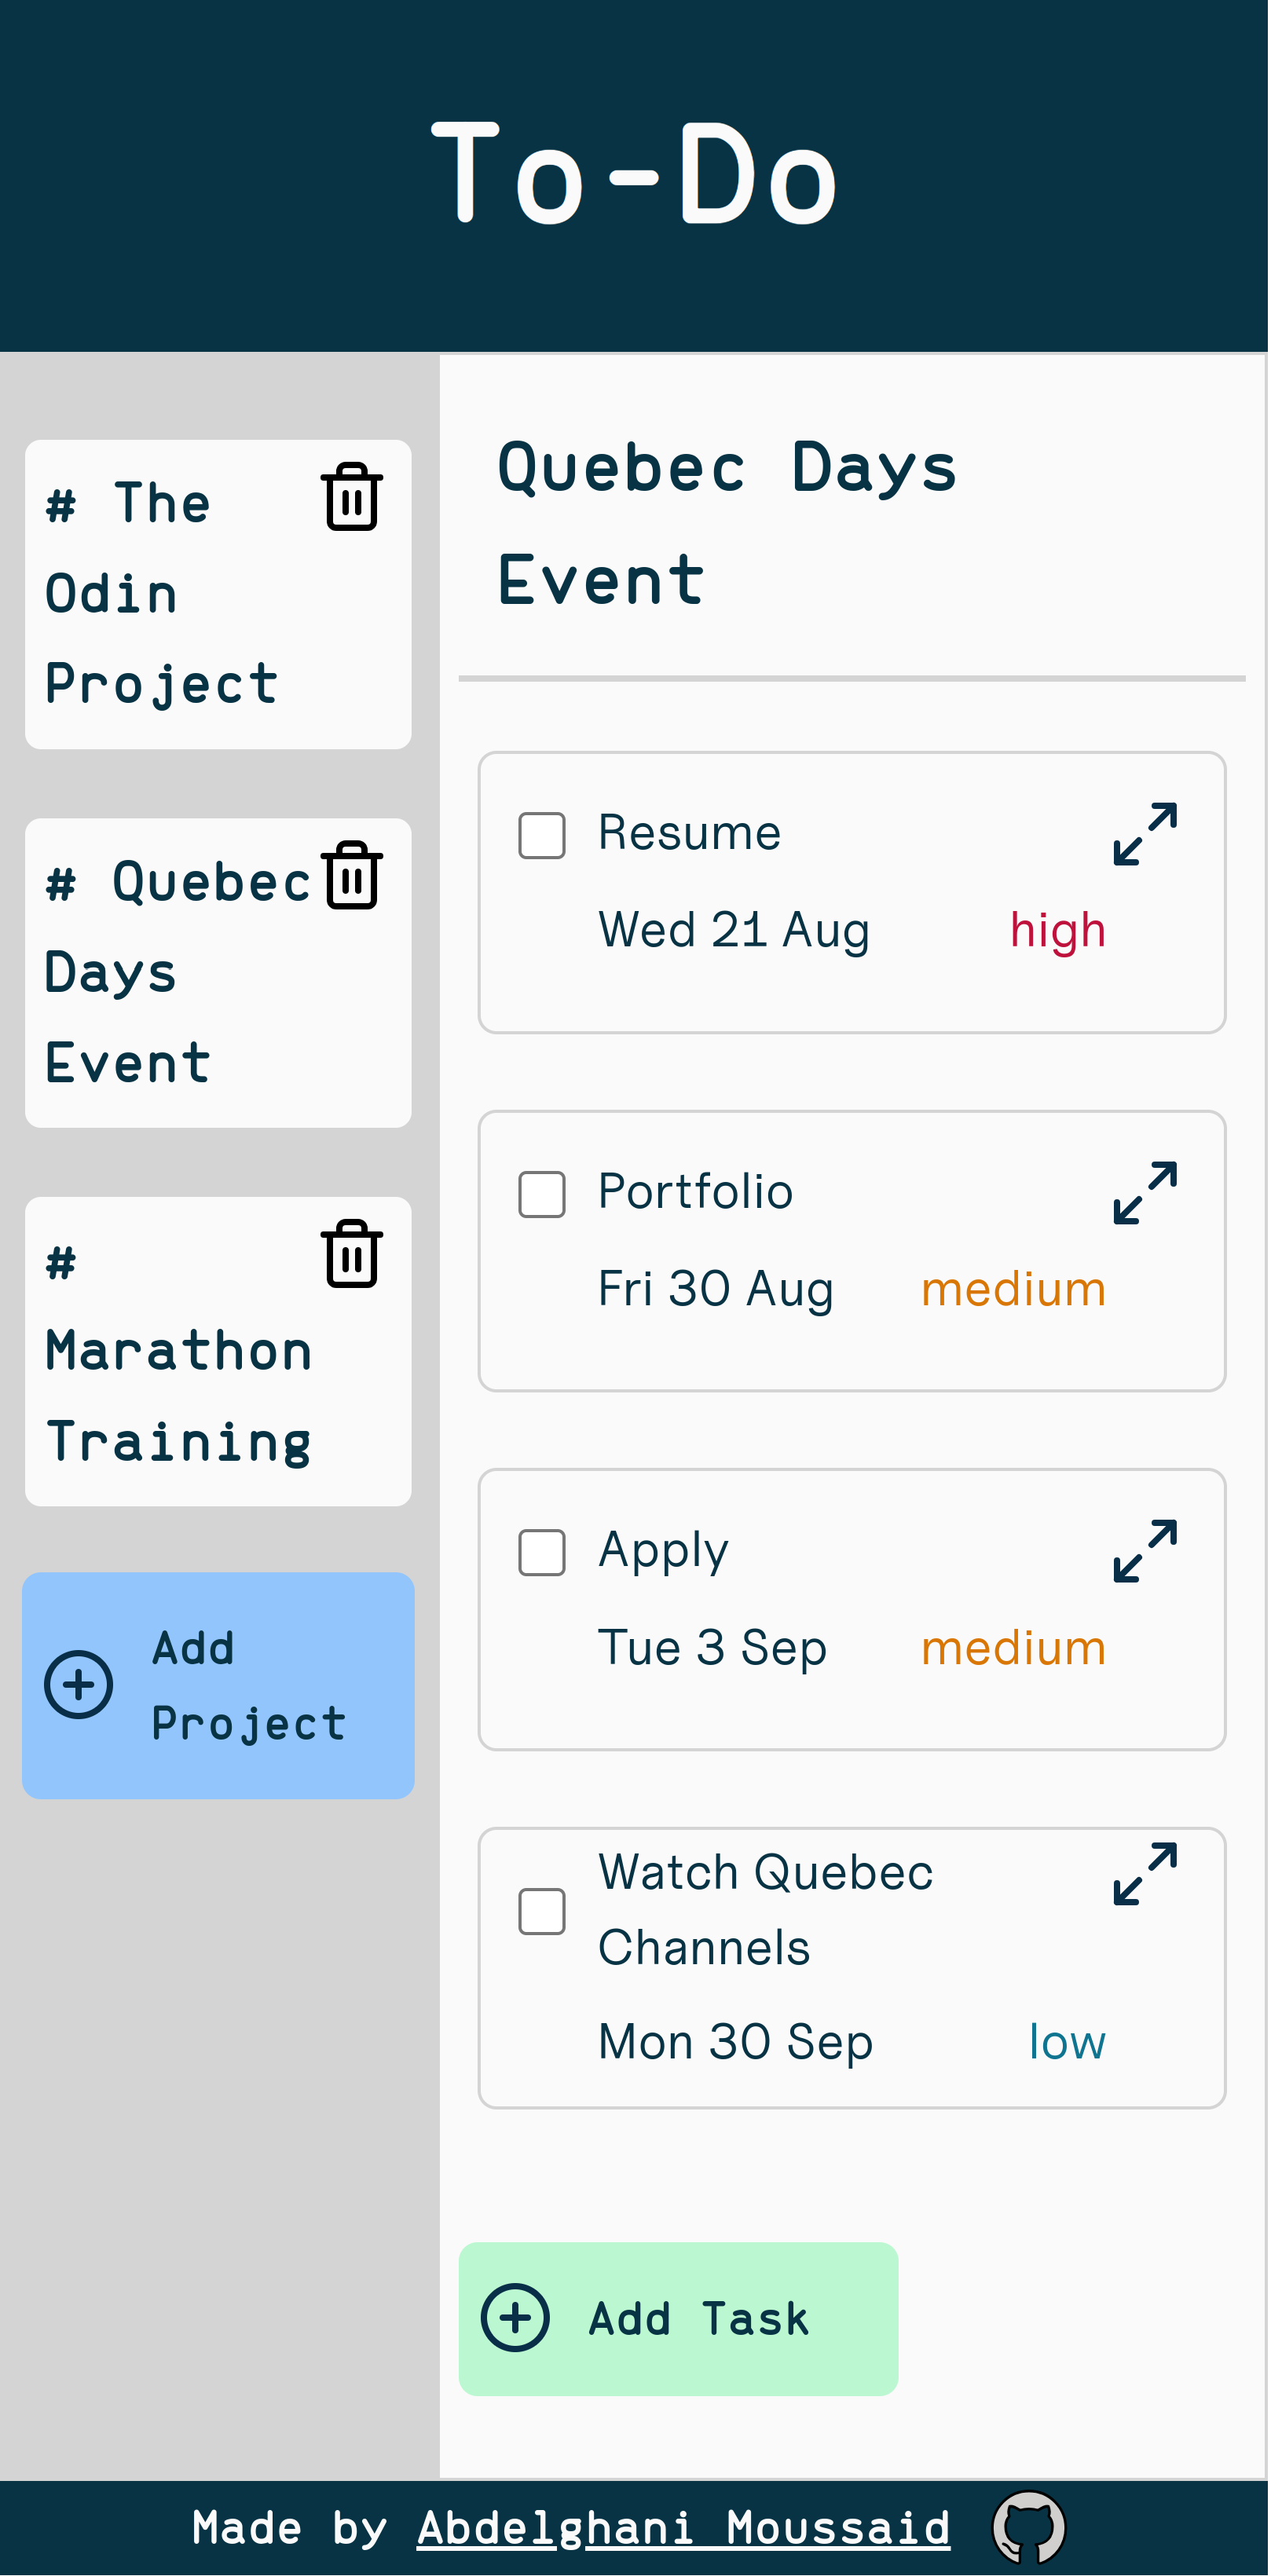 To-Do
# The
Odin
Project
# Quebec
Days
Event
#
Marathon
Training
Add
Project
Quebec Days
Event
Resume
Wed 21 Aug high
Portfolio
Fri 30 Aug medium
Apply
Tue 3 Sep medium
Watch Quebec
Channels
Mon 30 Sep low
Add Task
Made by Abdelghani Moussaid